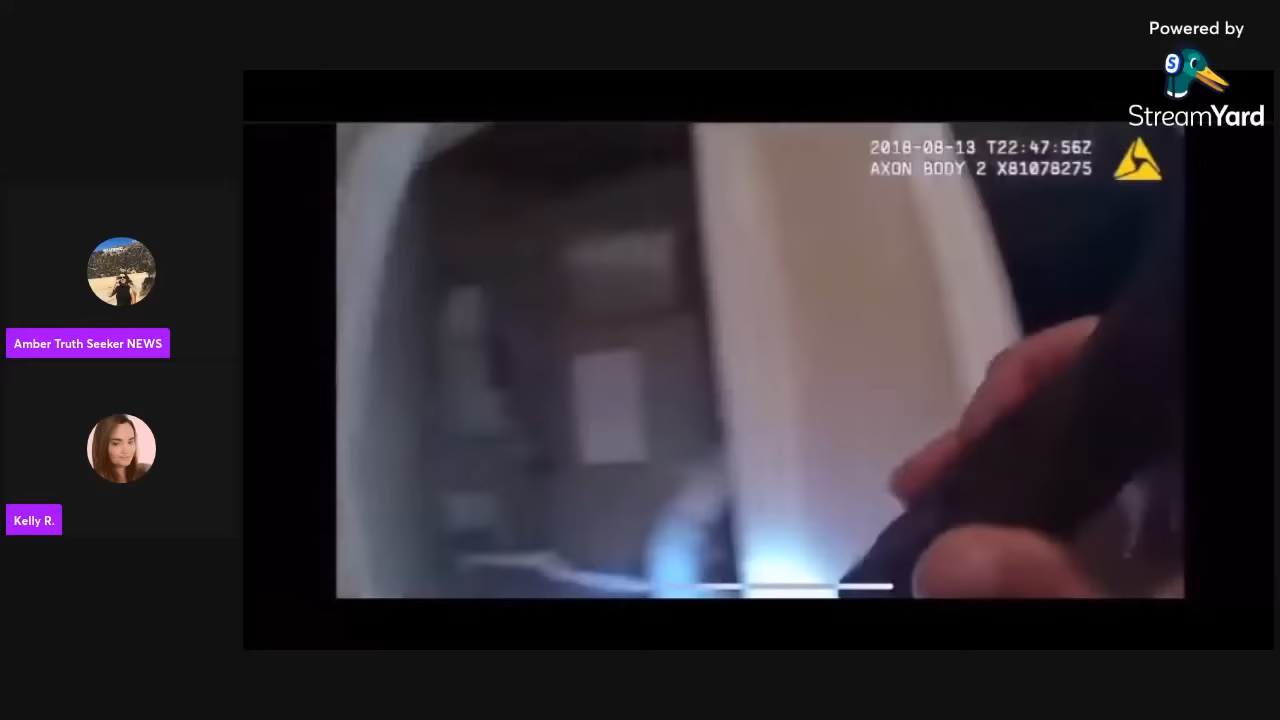 Powered by
S
StreamYard
2018-08-13 T22:47:56Z
AXON BODY 2 X81078275
Amber Truth Seeker NEWS
Kelly R.